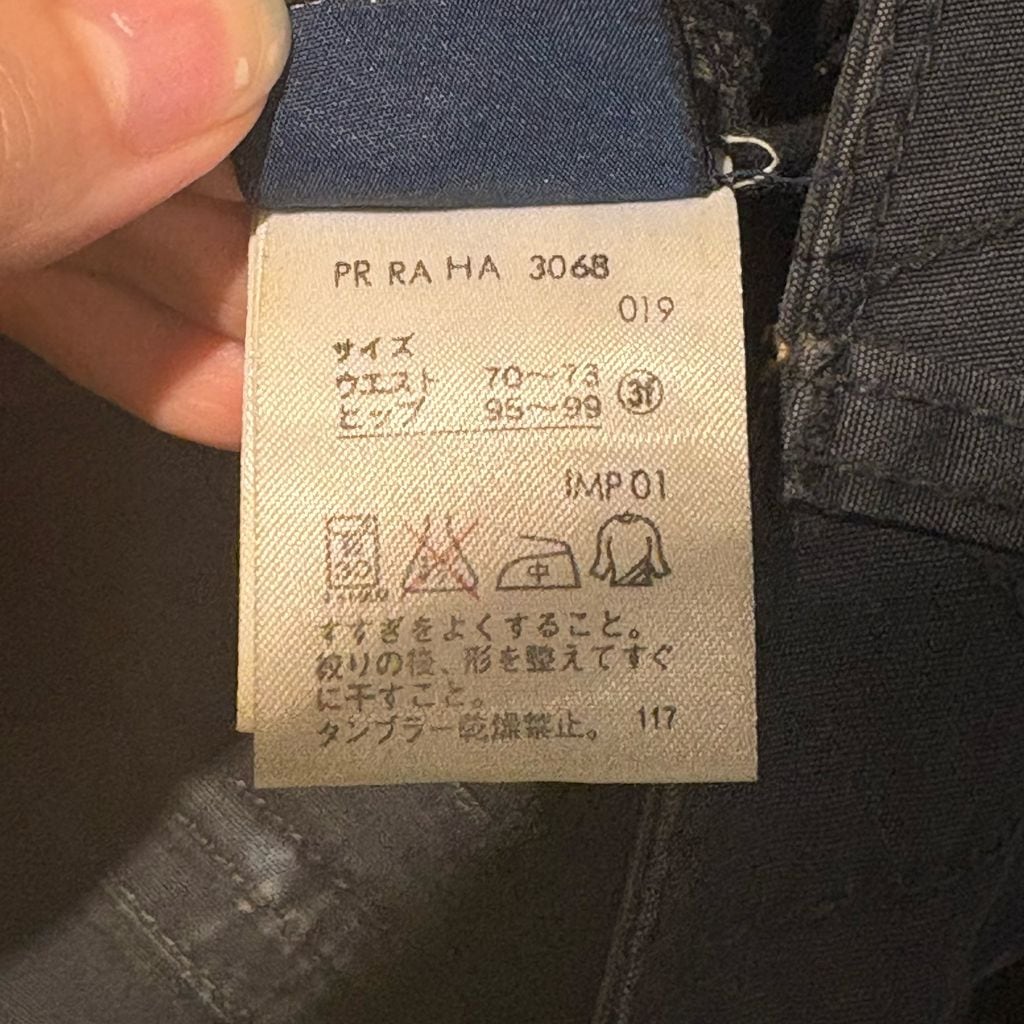 PR RA HA 3068
019
サイズ
ウエスト 70〜73 31
ヒップ 95〜99
IMP 01
中
すすぎをよくすること。
絞りの後、形を整えてすぐ
に干すこと。
タンブラー乾燥禁止。 117